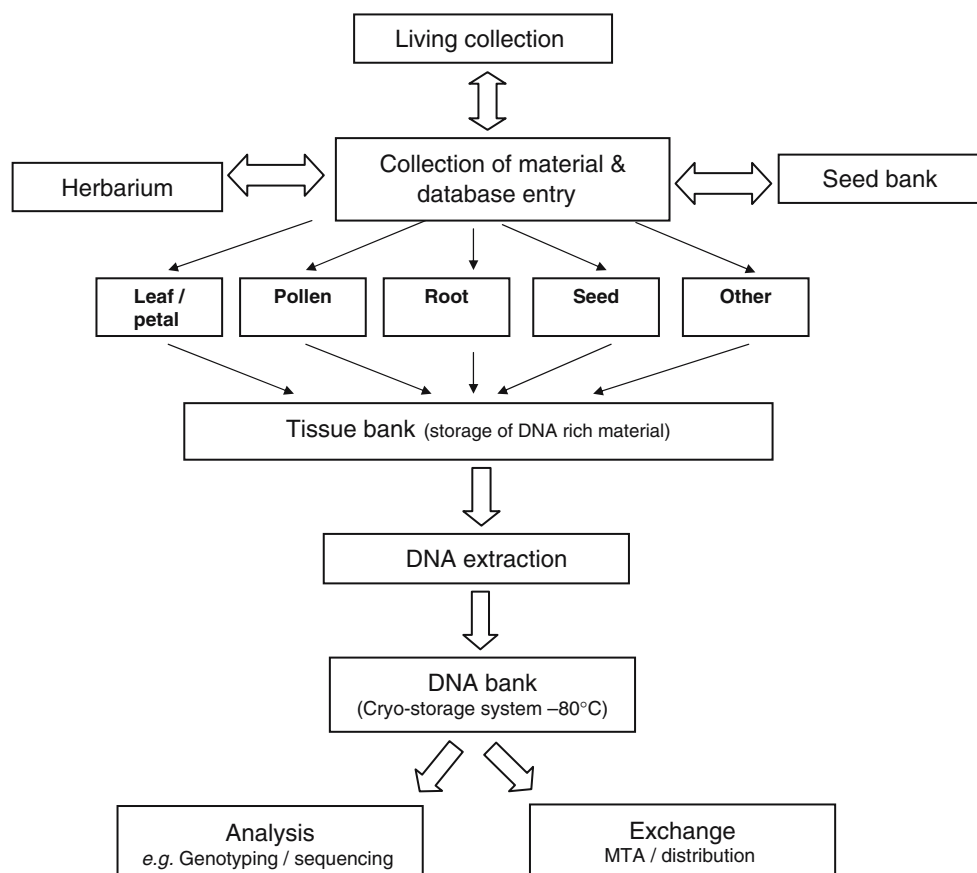 Living collection
Herbarium
Collection of material &
database entry
Seed bank
Leaf /
petal
Pollen
Root
Seed
Other
Tissue bank (storage of DNA rich material)
DNA extraction
DNA bank
(Cryo-storage system –80°C)
Analysis
e.g. Genotyping / sequencing
Exchange
MTA / distribution